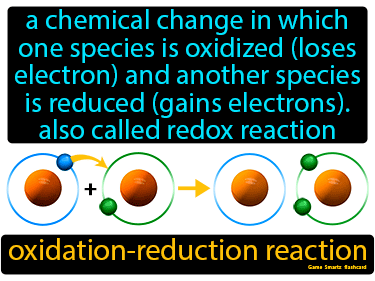 a chemical change in which
one species is oxidized (loses
electron) and another species
is reduced (gains electrons).
also called redox reaction
+
oxidation-reduction reaction
Game Smartz flashcard